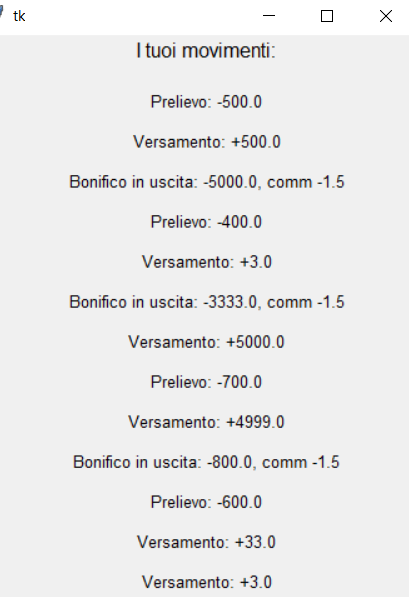 tk
I tuoi movimenti:
Prelievo: -500.0
Versamento: +500.0
Bonifico in uscita: -5000.0, comm -1.5
Prelievo: -400.0
Versamento: +3.0
Bonifico in uscita: -3333.0, comm -1.5
Versamento: +5000.0
Prelievo: -700.0
Versamento: +4999.0
Bonifico in uscita: -800.0, comm -1.5
Prelievo: -600.0
Versamento: +33.0
Versamento: +3.0